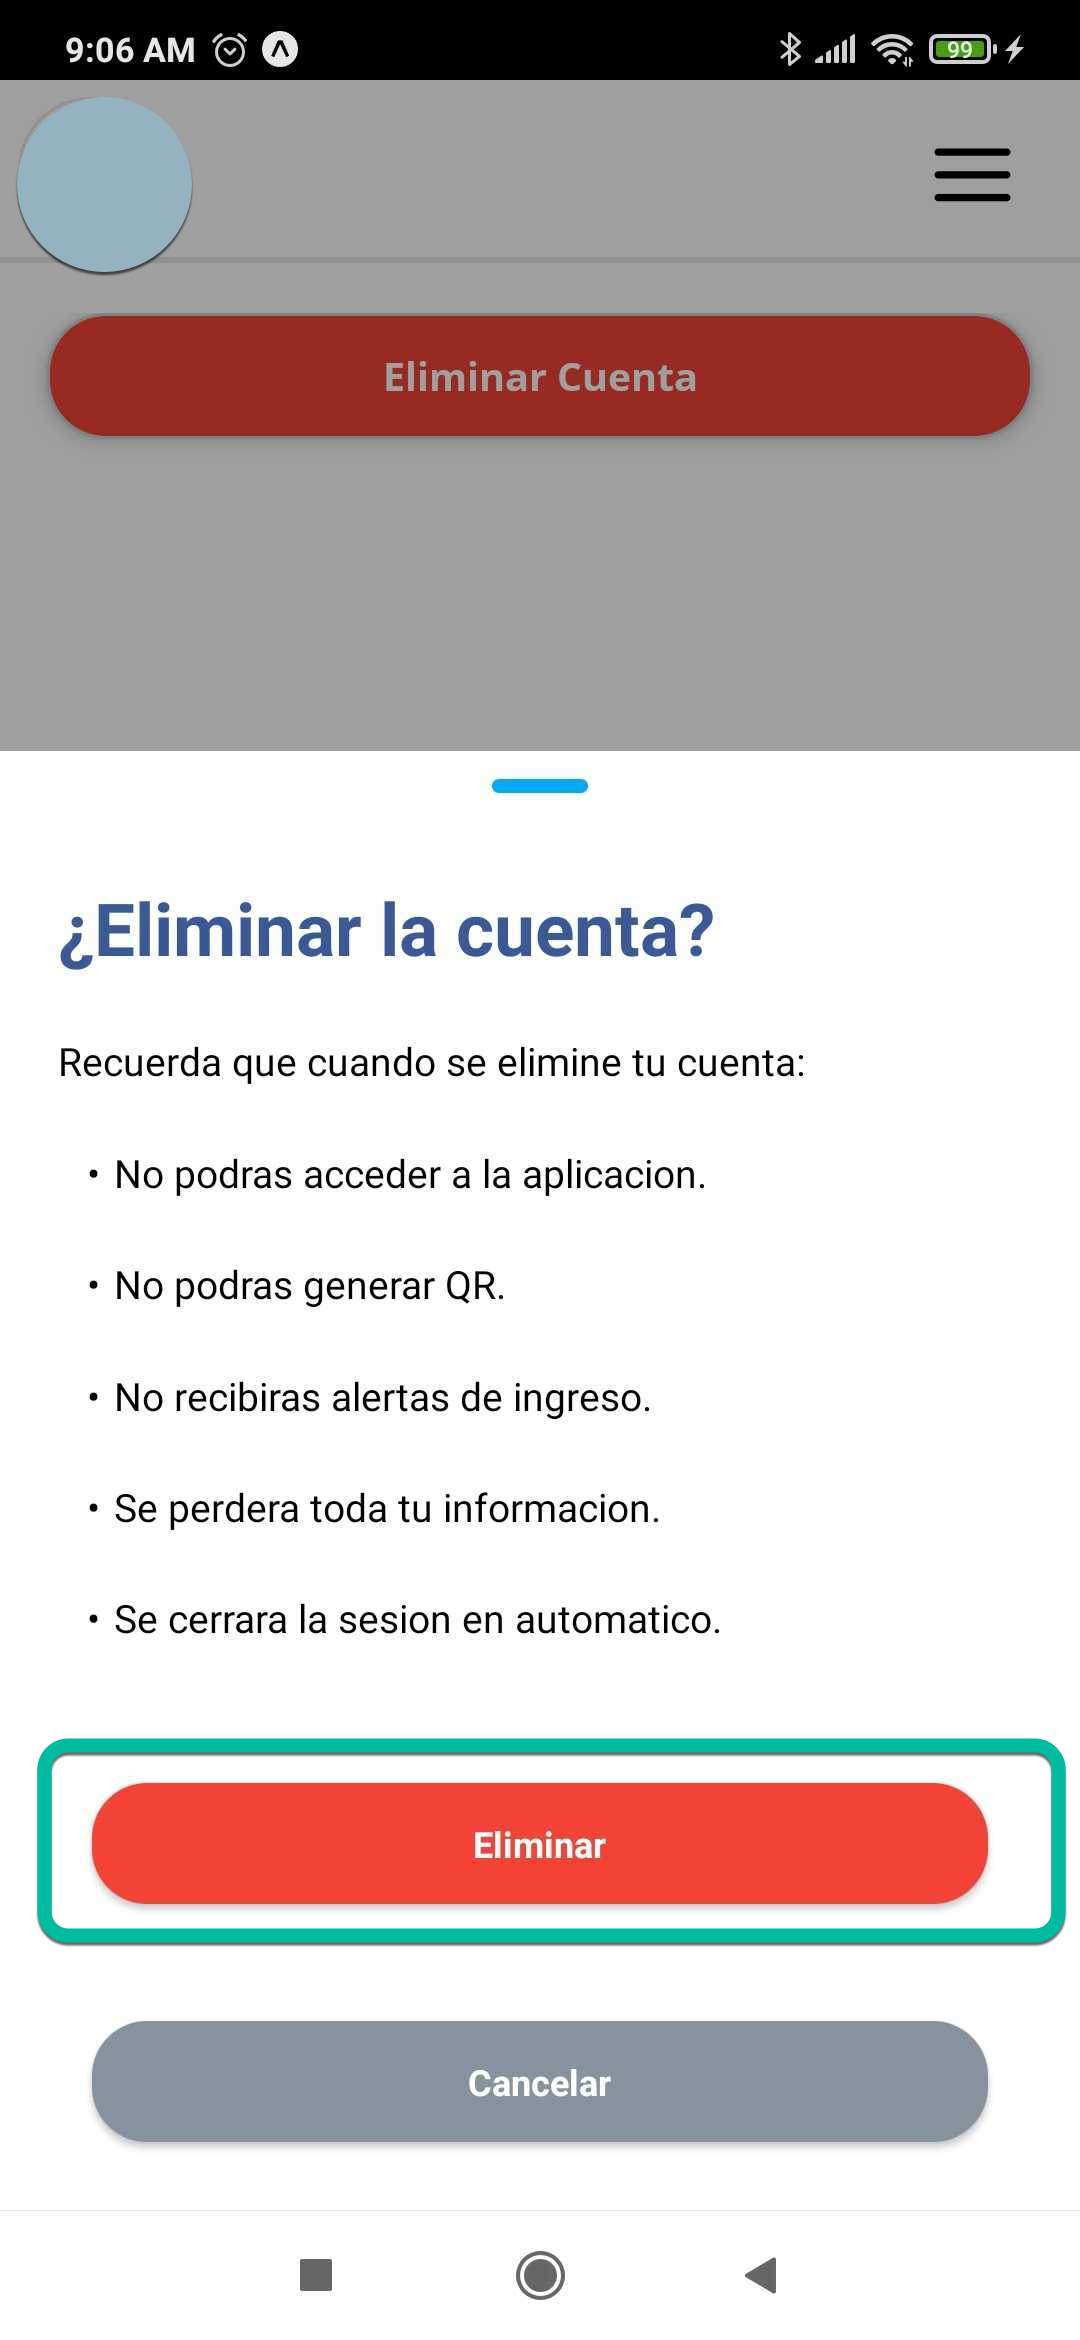 9:06 AM
99
Eliminar Cuenta
¿Eliminar la cuenta?
Recuerda que cuando se elimine tu cuenta:
• No podras acceder a la aplicacion.
• No podras generar QR.
• No recibiras alertas de ingreso.
• Se perdera toda tu informacion.
• Se cerrara la sesion en automatico.
Eliminar
Cancelar